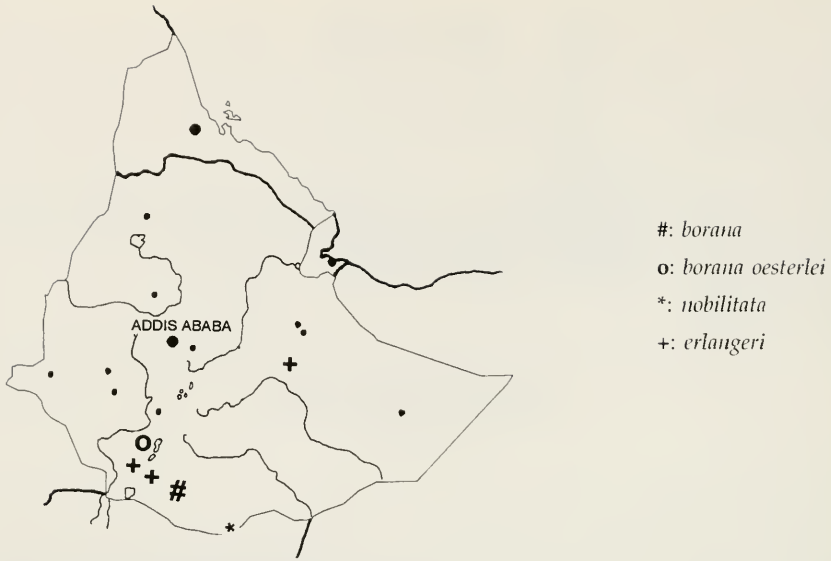 ADDIS ABABA
#: borana
o: borana oesterlei
*: nobilitata
+: erlangeri